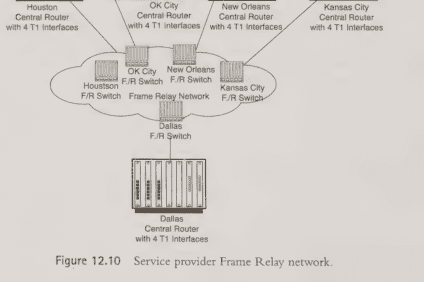 Houston
Central Router
with 4 T1 Interfaces
OK City
Central Router
with 4 T1 Interfaces
New Orleans
Central Router
with 4 T1 Interfaces
Kansas City
Central Router
with 4 T1 Interfaces
Houstson
F/R Switch
OK City
F./R Switch
New Orleans
F./R Switch
Kansas City
F./R Switch
Frame Relay Network
Dallas
F./R Switch
Dallas
Central Router
with 4 T1 Interfaces
Figure 12.10 Service provider Frame Relay network.